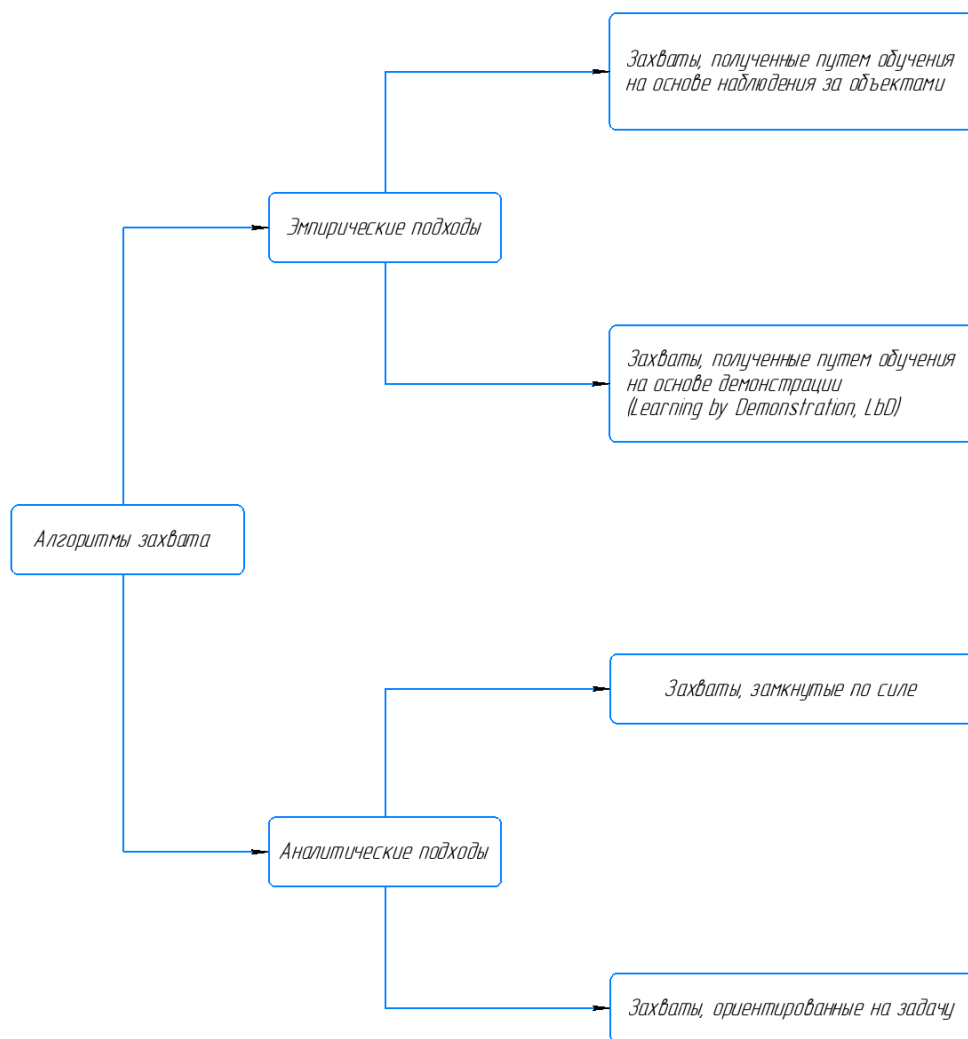 Захваты, полученные путем обучения
на основе наблюдения за объектами
Эмпирические подходы
Захваты, полученные путем обучения
на основе демонстрации
(Learning by Demonstration, LbD)
Алгоритмы захвата
Захваты, замкнутые по силе
Аналитические подходы
Захваты, ориентированные на задачу